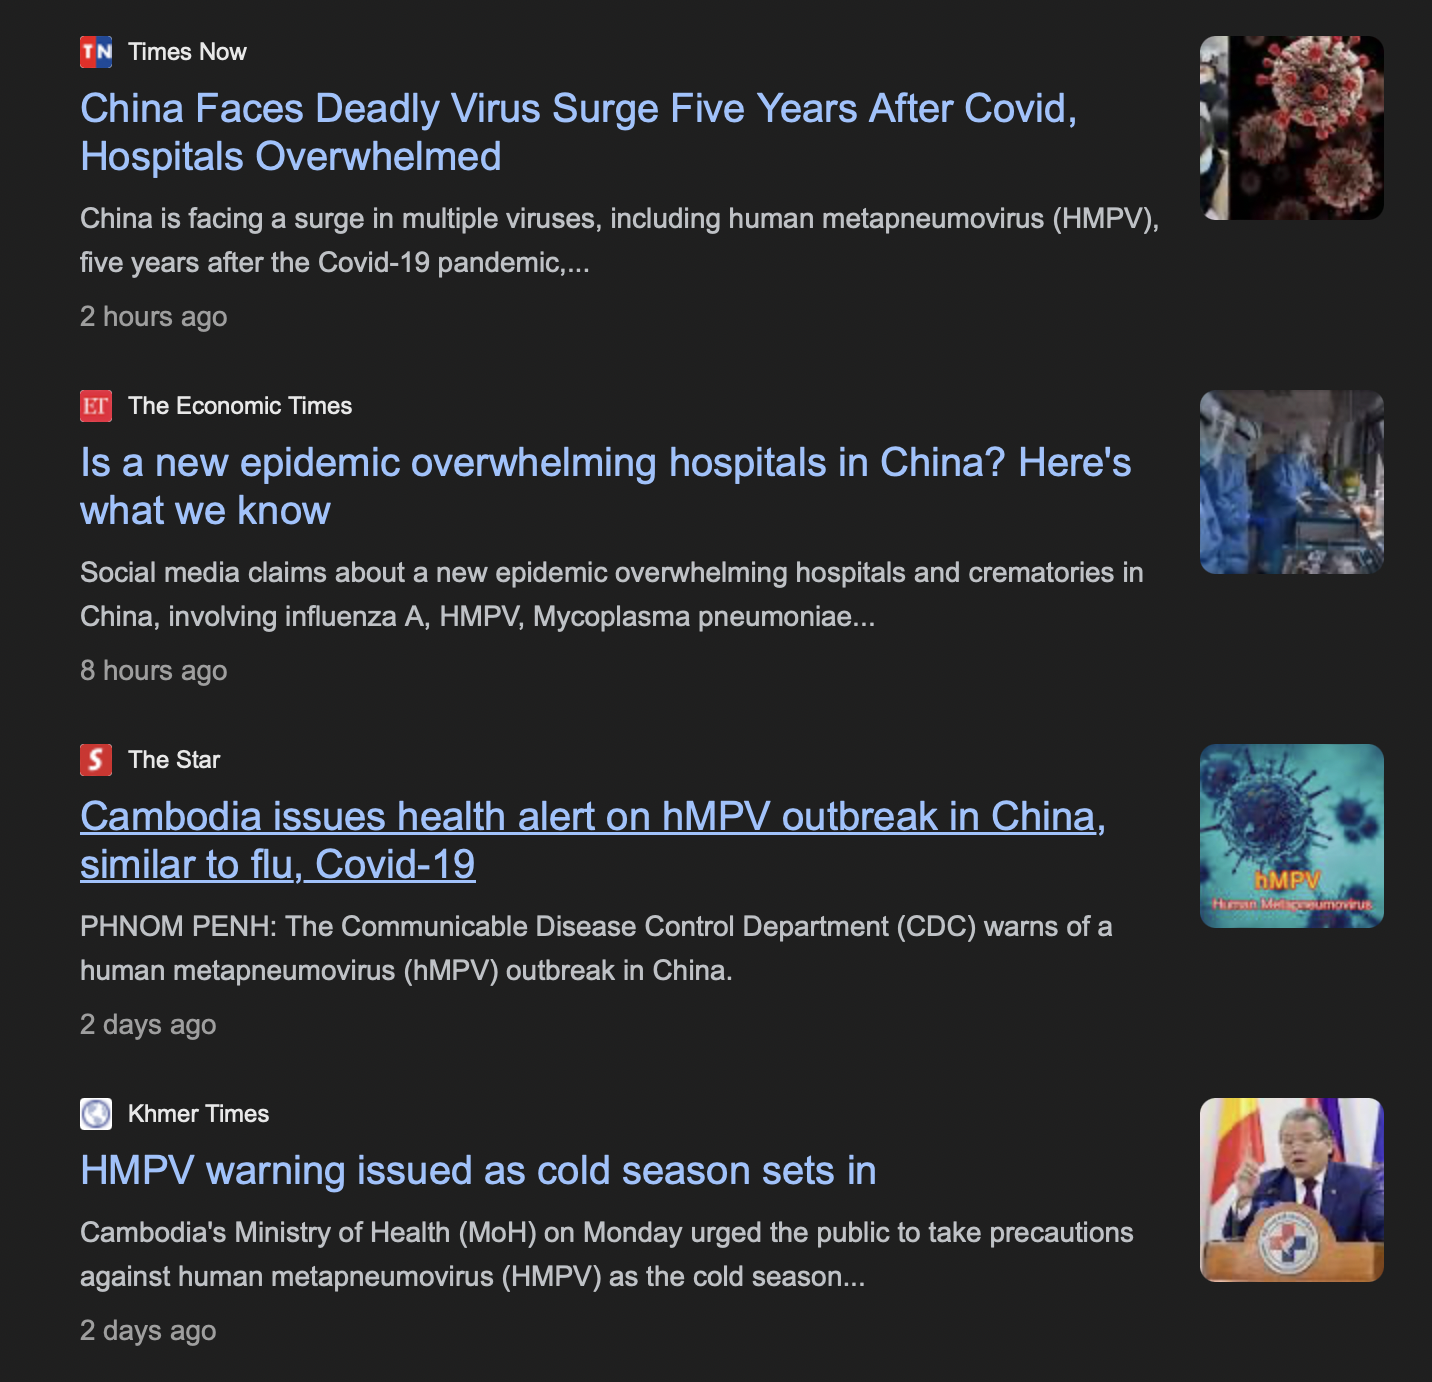 TN Times Now
China Faces Deadly Virus Surge Five Years After Covid,
Hospitals Overwhelmed
China is facing a surge in multiple viruses, including human metapneumovirus (HMPV),
five years after the Covid-19 pandemic,...
2 hours ago
ET The Economic Times
Is a new epidemic overwhelming hospitals in China? Here's
what we know
Social media claims about a new epidemic overwhelming hospitals and crematories in
China, involving influenza A, HMPV, Mycoplasma pneumoniae...
8 hours ago
S The Star
Cambodia issues health alert on hMPV outbreak in China,
similar to flu, Covid-19
hMPV
Human Metapneumovirus
PHNOM PENH: The Communicable Disease Control Department (CDC) warns of a
human metapneumovirus (hMPV) outbreak in China.
2 days ago
Khmer Times
HMPV warning issued as cold season sets in
Cambodia's Ministry of Health (MoH) on Monday urged the public to take precautions
against human metapneumovirus (HMPV) as the cold season...
2 days ago